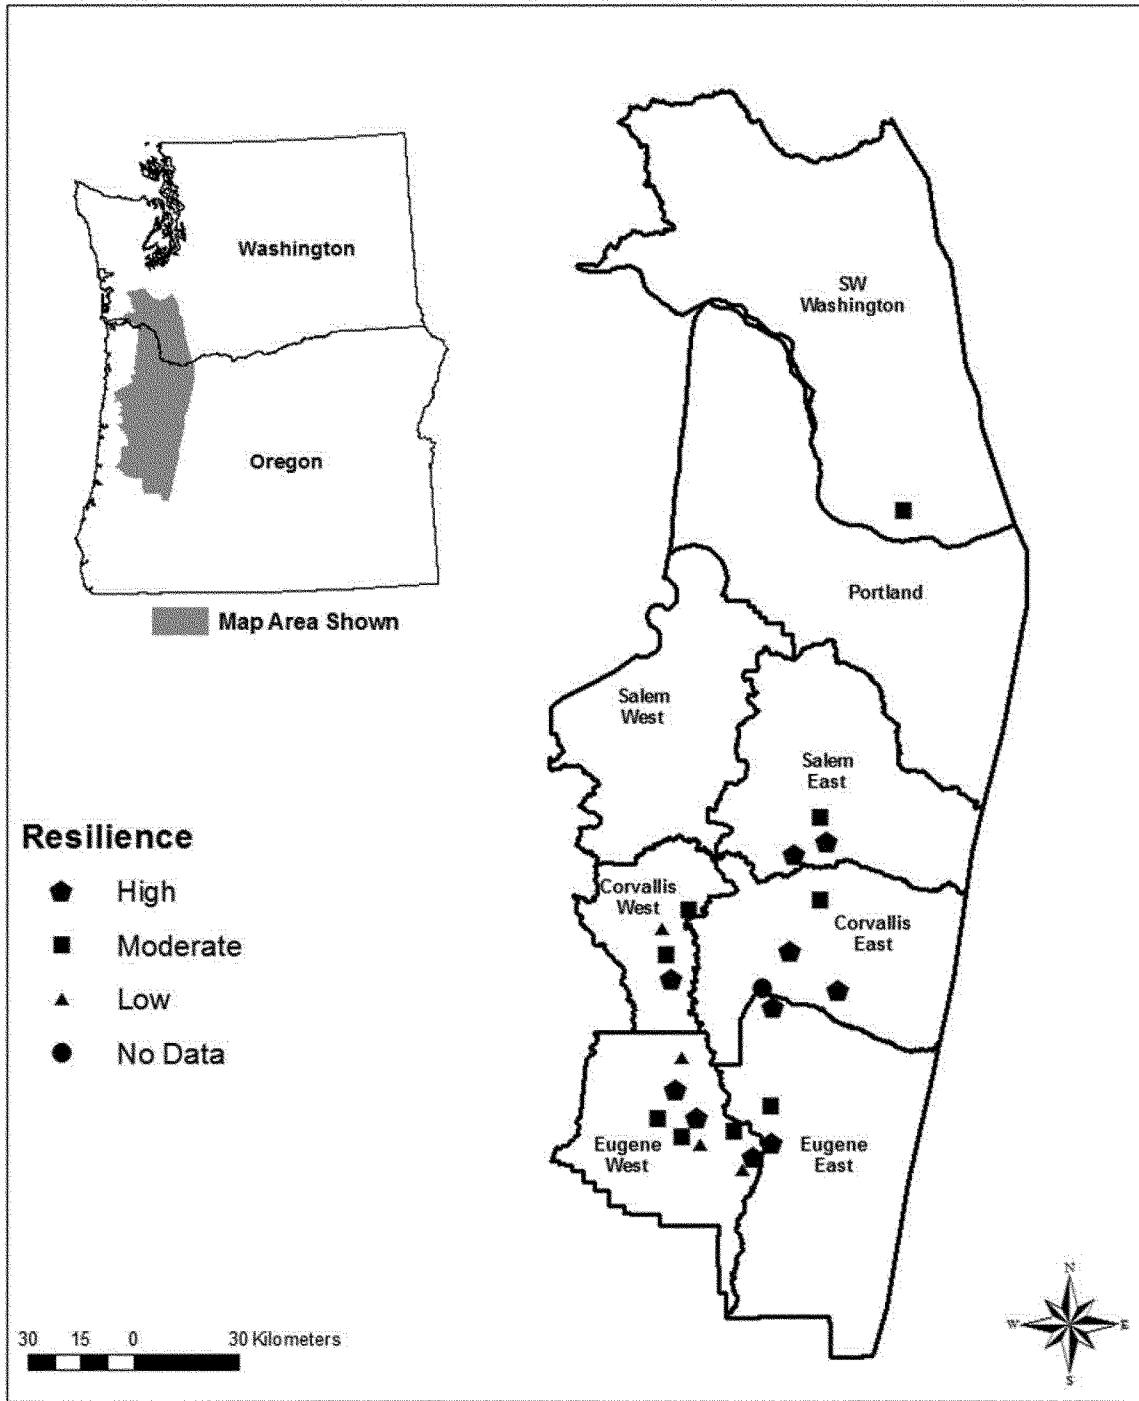 Washington
Oregon
Map Area Shown
SW
Washington
Portland
Salem
West
Salem
East
Corvallis
West
Corvallis
East
Eugene
West
Eugene
East
Resilience
High
Moderate
Low
No Data
30 15 0 30 Kilometers
N
W E
S